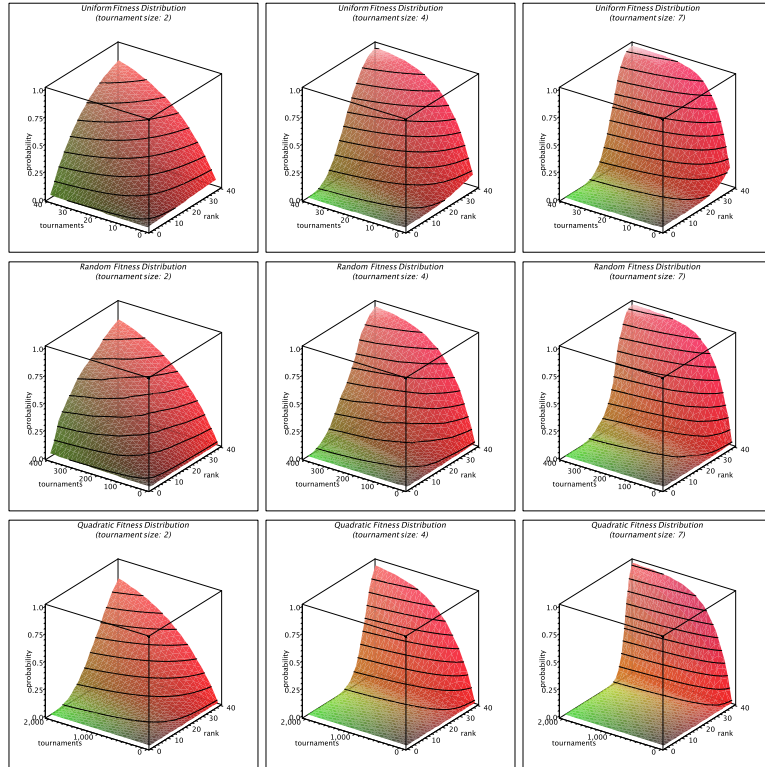 Uniform Fitness Distribution
(tournament size: 2)
1.0
0.75
probability
0.5
0.25
0.0
40
30
20
10
0
tournaments
0
10
20
30
40
rank
Uniform Fitness Distribution
(tournament size: 4)
1.0
0.75
probability
0.5
0.25
0.0
40
30
20
10
0
tournaments
0
10
20
30
40
rank
Uniform Fitness Distribution
(tournament size: 7)
1.0
0.75
probability
0.5
0.25
0.0
40
30
20
10
0
tournaments
0
10
20
30
40
rank
Random Fitness Distribution
(tournament size: 2)
1.0
0.75
probability
0.5
0.25
0.0
400
300
200
100
0
tournaments
0
10
20
30
40
rank
Random Fitness Distribution
(tournament size: 4)
1.0
0.75
probability
0.5
0.25
0.0
400
300
200
100
0
tournaments
0
10
20
30
40
rank
Random Fitness Distribution
(tournament size: 7)
1.0
0.75
probability
0.5
0.25
0.0
400
300
200
100
0
tournaments
0
10
20
30
40
rank
Quadratic Fitness Distribution
(tournament size: 2)
1.0
0.75
probability
0.5
0.25
0.0
2,000
1,000
0
tournaments
0
10
20
30
40
rank
Quadratic Fitness Distribution
(tournament size: 4)
1.0
0.75
probability
0.5
0.25
0.0
2,000
1,000
0
tournaments
0
10
20
30
40
rank
Quadratic Fitness Distribution
(tournament size: 7)
1.0
0.75
probability
0.5
0.25
0.0
2,000
1,000
0
tournaments
0
10
20
30
40
rank